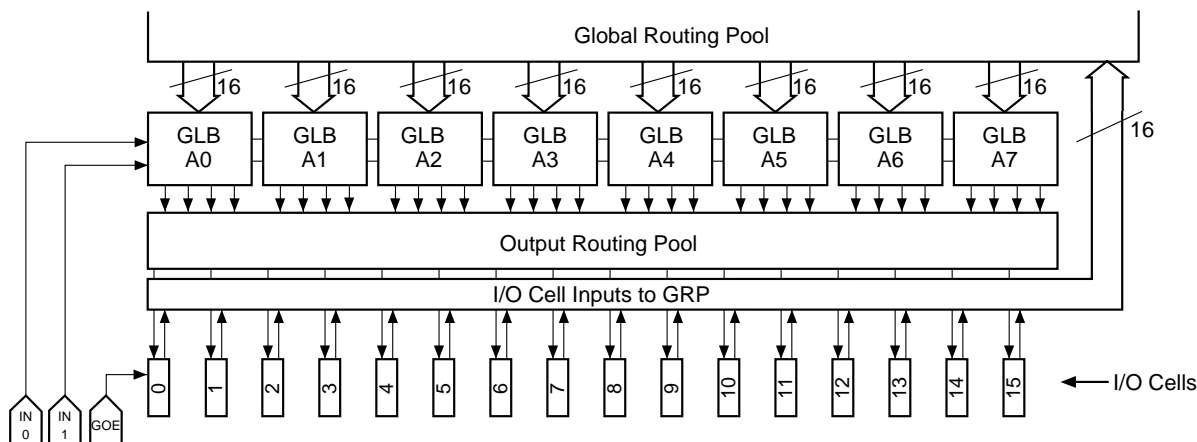 Global Routing Pool
16 16 16 16 16 16 16 16
16
GLB A0
GLB A1
GLB A2
GLB A3
GLB A4
GLB A5
GLB A6
GLB A7
Output Routing Pool
I/O Cell Inputs to GRP
0 1 2 3 4 5 6 7 8 9 10 11 12 13 14 15
I/O Cells
IN 0
IN 1
GOE